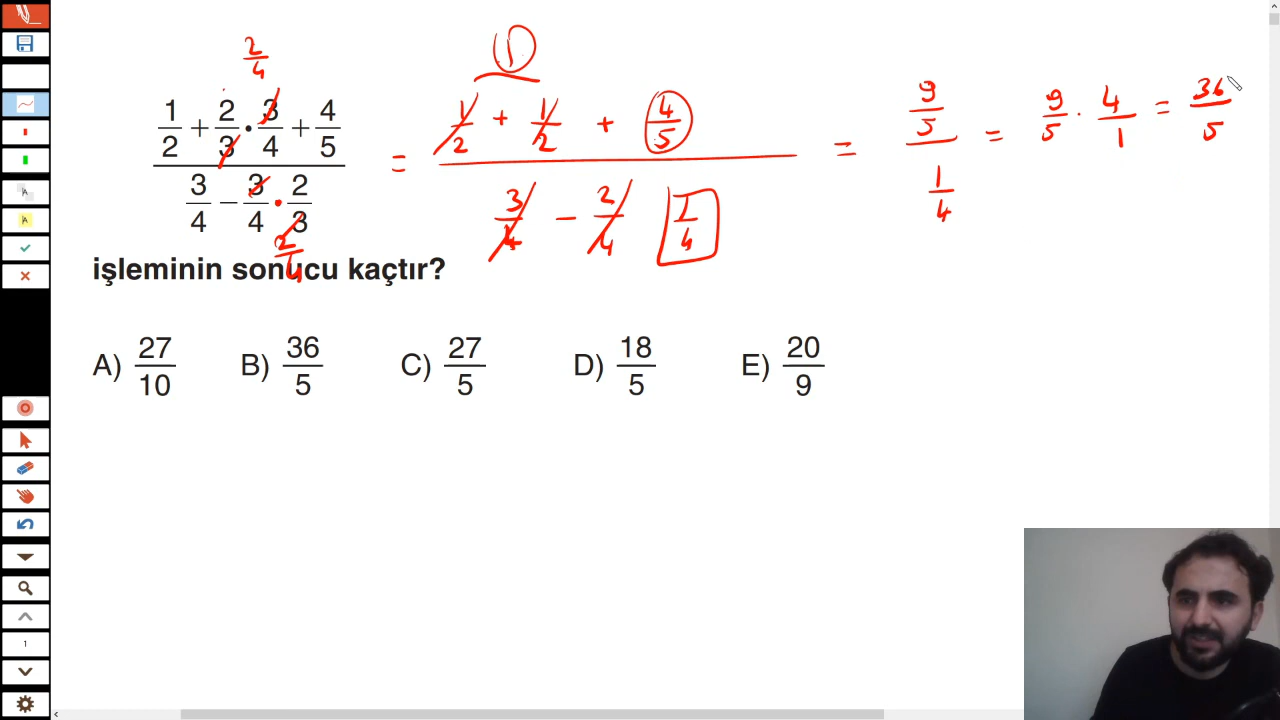 2/4
1/2 + 2/3 · 3/4 + 4/5
3/4 − 3/4 · 2/3
2/4
= 1/2 + 1/2 + 4/5
1
3/4 − 2/4 1/4
= 9/5
1/4
= 9/5 · 4/1 = 36/5
işleminin sonucu kaçtır?
A) 27/10 B) 36/5 C) 27/5 D) 18/5 E) 20/9
A
A
1